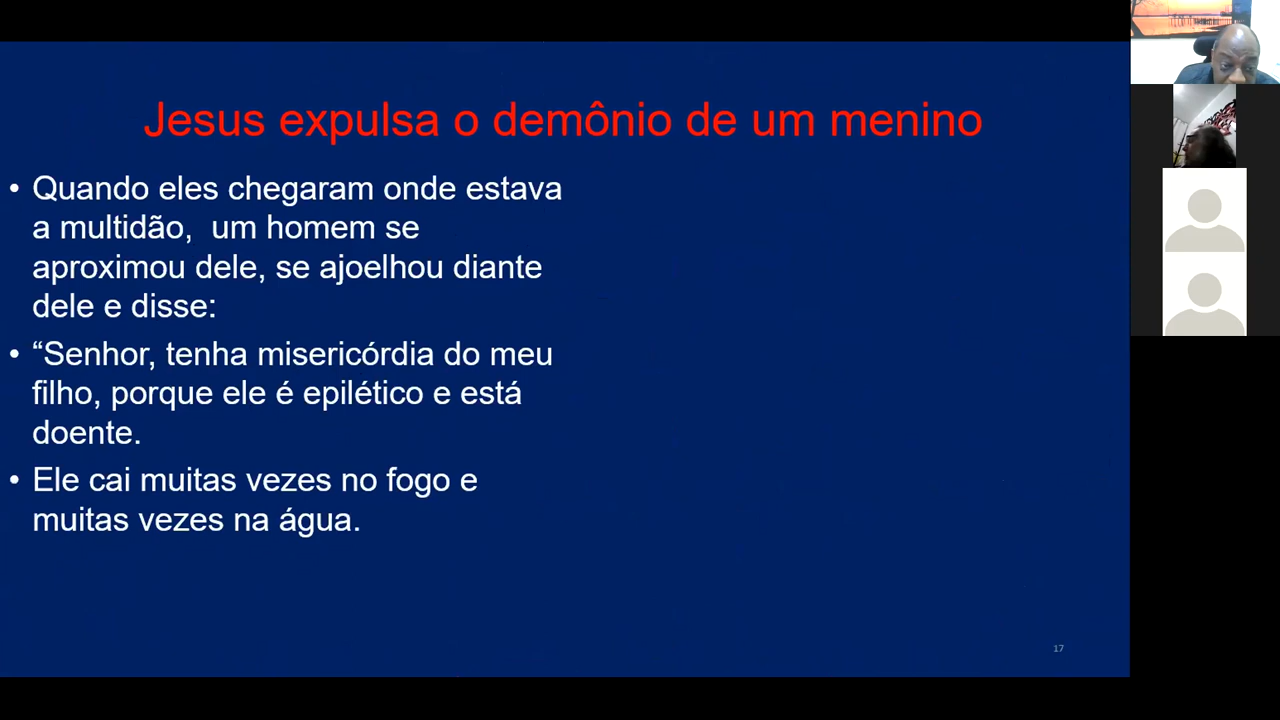 Jesus expulsa o demônio de um menino
• Quando eles chegaram onde estava
a multidão,  um homem se
aproximou dele, se ajoelhou diante
dele e disse:
• “Senhor, tenha misericórdia do meu
filho, porque ele é epilético e está
doente.
• Ele cai muitas vezes no fogo e
muitas vezes na água.
17